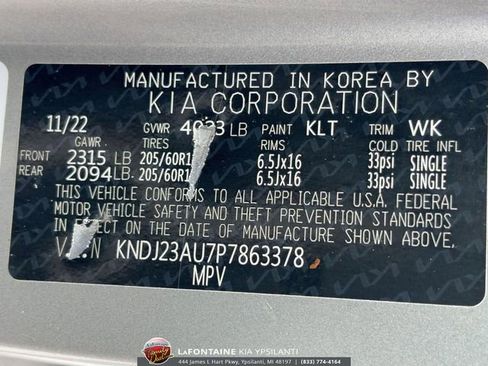 MANUFACTURED IN KOREA BY
KIA CORPORATION
11/22 GVWR LB PAINT KLT TRIM WK
GAWR TIRES RIMS COLD TIRE INFL
FRONT 2315 LB 205/60R1 6.5Jx16 33psi SINGLE
REAR 2094 LB 205/60R1 6.5Jx16 33psi SINGLE
THIS VEHICLE CONFORMS TO ALL APPLICABLE U.S.A. FEDERAL
MOTOR VEHICLE SAFETY AND THEFT PREVENTION STANDARDS
IN EFFECT ON THE DATE OF MANUFACTURE SHOWN ABOVE.
KNDJ23AU7P7863378
MPV
LAFONTAINE KIA YPSILANTI
444 James L Hart Pkwy, Ypsilanti, MI 48197 (833) 774-4164